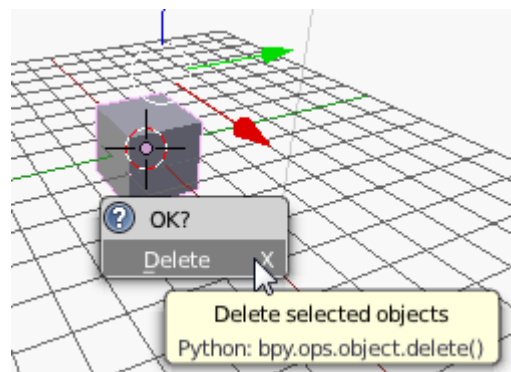 OK?
Delete X
Delete selected objects
Python: bpy.ops.object.delete()